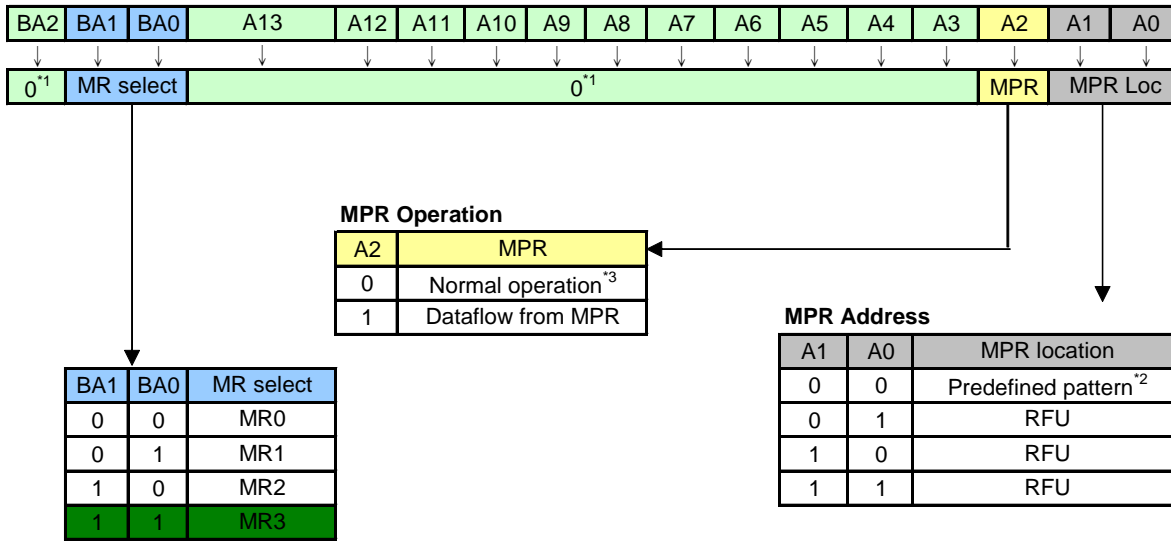 BA2 BA1 BA0 A13 A12 A11 A10 A9 A8 A7 A6 A5 A4 A3 A2 A1 A0
0*1 MR select 0*1 MPR MPR Loc
MPR Operation
A2 MPR
0 Normal operation*3
1 Dataflow from MPR
MPR Address
A1 A0 MPR location
0 0 Predefined pattern*2
0 1 RFU
1 0 RFU
1 1 RFU
BA1 BA0 MR select
0 0 MR0
0 1 MR1
1 0 MR2
1 1 MR3